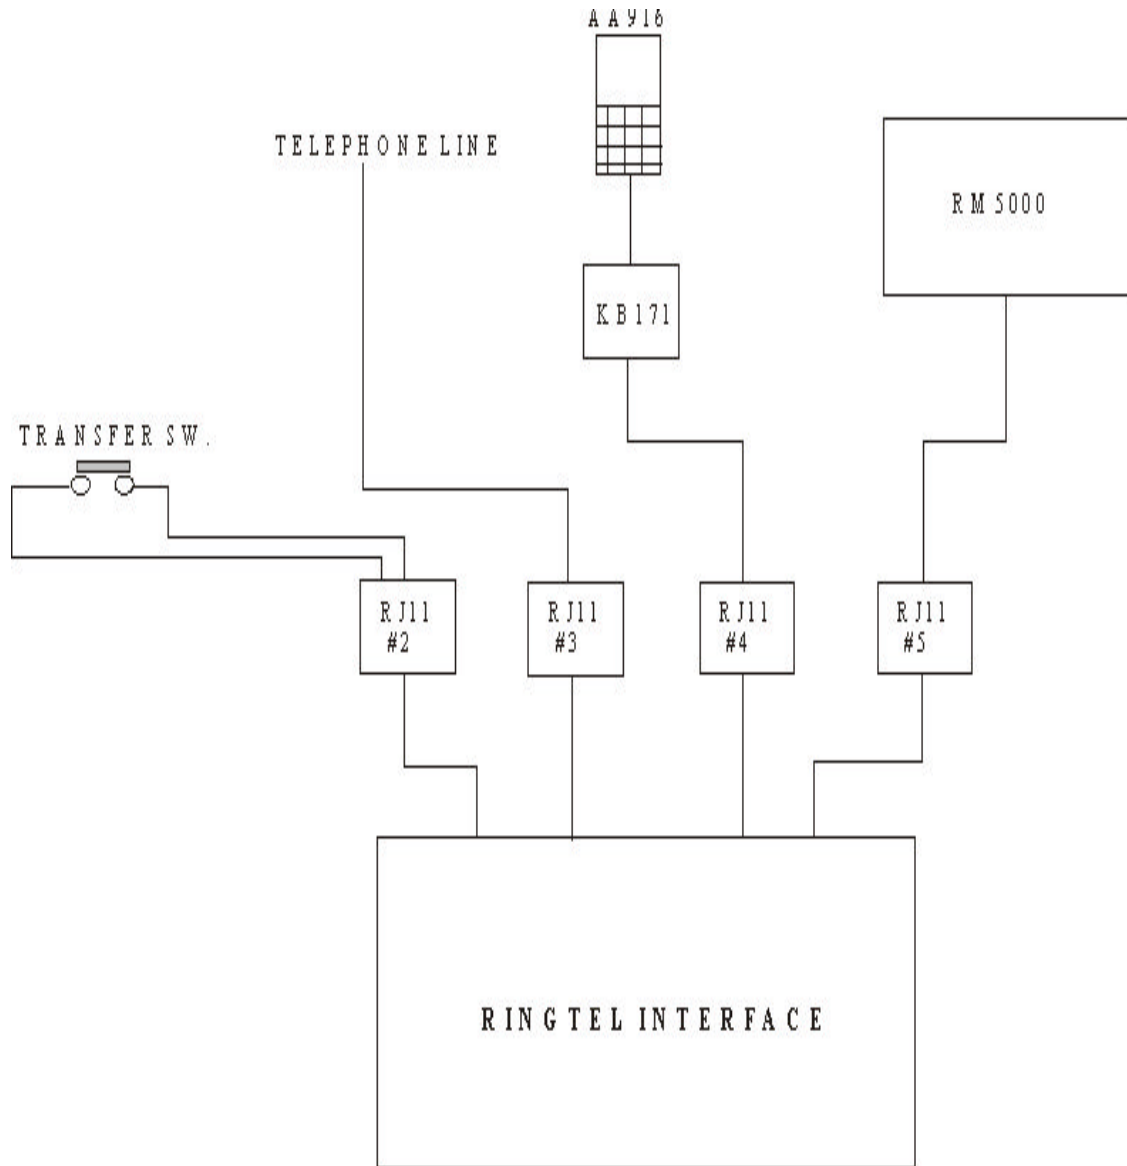 AA916
TELEPHONE LINE
RM5000
KB171
TRANSFER SW.
RJ11
#2
RJ11
#3
RJ11
#4
RJ11
#5
RINGTEL INTERFACE